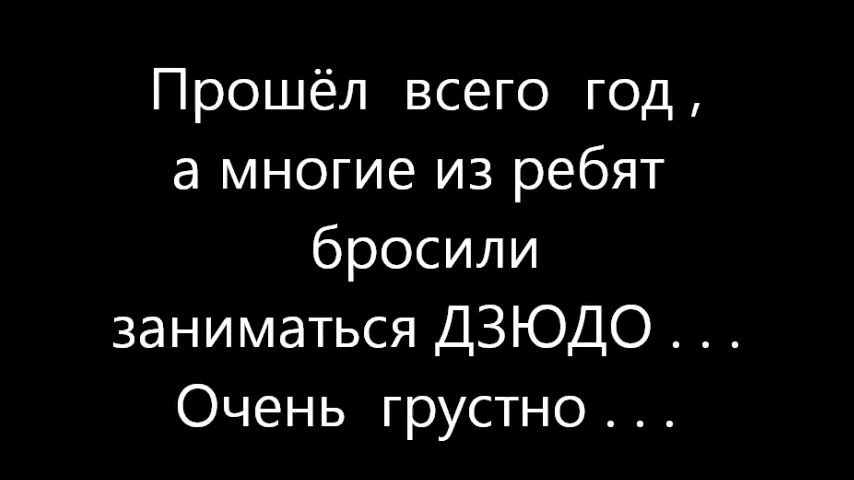 Прошёл всего год ,
а многие из ребят
бросили
заниматься ДЗЮДО . . .
Очень грустно . . .